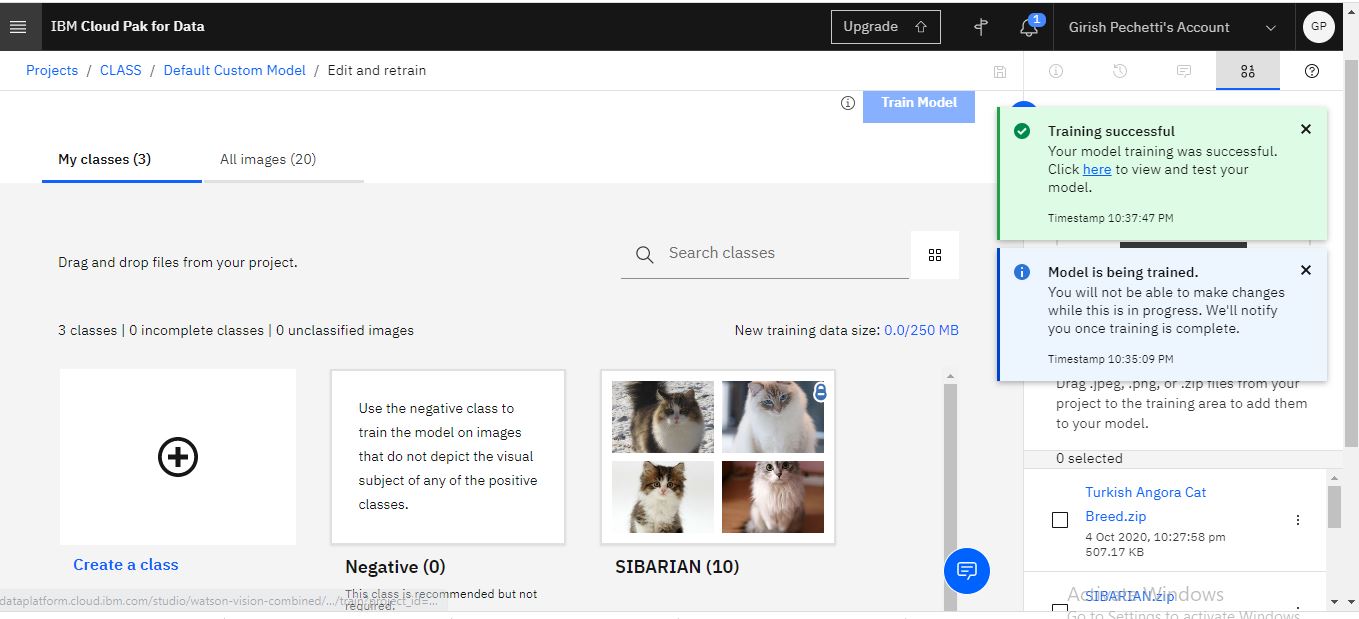 IBM Cloud Pak for Data
Upgrade
1
Girish Pechetti's Account
GP
Projects / CLASS / Default Custom Model / Edit and retrain
Train Model
My classes (3)
All images (20)
Training successful
Your model training was successful.
Click here to view and test your
model.
Timestamp 10:37:47 PM
Drag and drop files from your project.
Search classes
Model is being trained.
You will not be able to make changes
while this is in progress. We'll notify
you once training is complete.
Timestamp 10:35:09 PM
3 classes | 0 incomplete classes | 0 unclassified images
New training data size: 0.0/250 MB
Drag .jpeg, .png, or .zip files from your
project to the training area to add them
to your model.
0 selected
Use the negative class to
train the model on images
that do not depict the visual
subject of any of the positive
classes.
Create a class
Negative (0)
This class is recommended but not
required.
SIBARIAN (10)
Turkish Angora Cat
Breed.zip
4 Oct 2020, 10:27:58 pm
507.17 KB
SIBARIAN.zip
Activate Windows
Go to Settings to activate Windows.
dataplatform.cloud.ibm.com/studio/watson-vision-combined/.../train?project_id=...